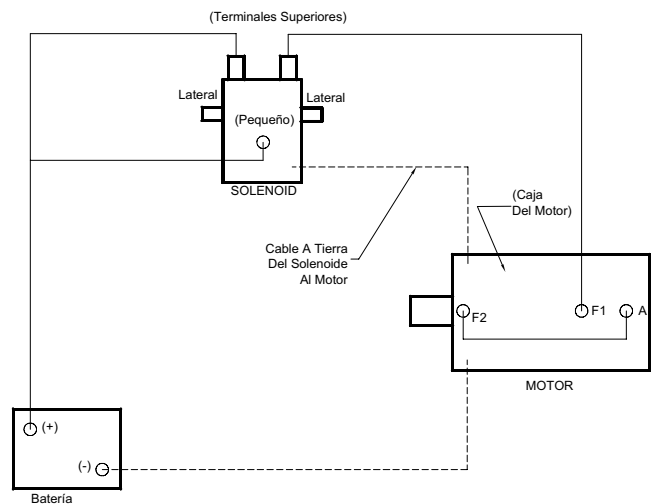 (Terminales Superiores)
Lateral
Lateral
(Pequeño)
SOLENOID
(Caja
Del Motor)
Cable A Tierra
Del Solenoide
Al Motor
F2
F1
A
MOTOR
(+)
(-)
Batería